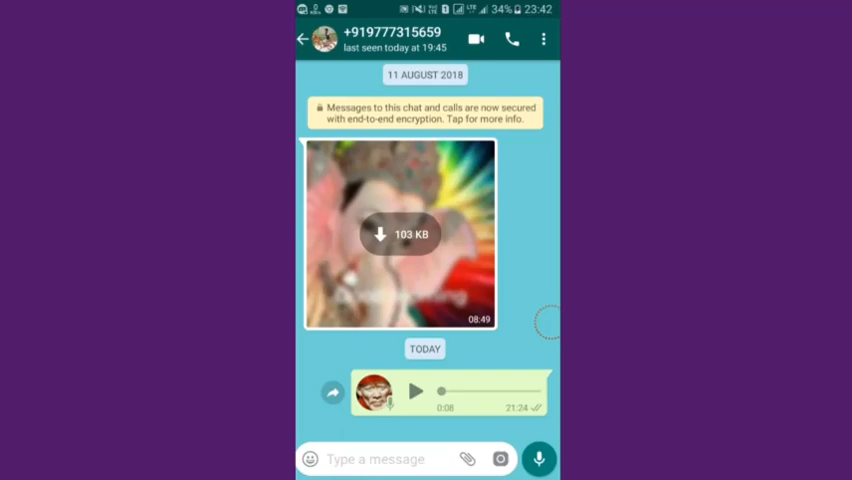 34% 23:42
+919777315659
last seen today at 19:45
11 AUGUST 2018
Messages to this chat and calls are now secured
with end-to-end encryption. Tap for more info.
103 KB
08:49
TODAY
0:08 21:24
Type a message